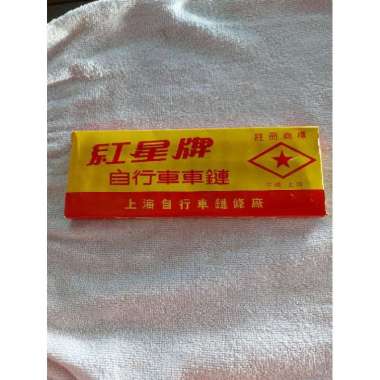 紅星牌
註冊商標
自行車車鏈
上海自行車鏈條廠